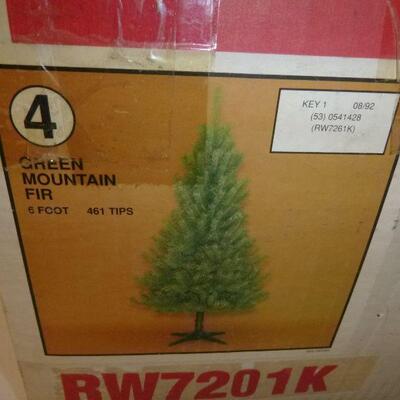 4
GREEN
MOUNTAIN
FIR
6 FOOT 461 TIPS
KEY 1 08/92
(53) 0541428
(RW7261K)
RW7201K